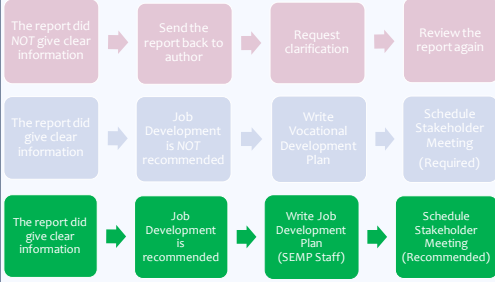 The report did
NOT give clear
information
Send the
report back to
author
Request
clarification
Review the
report again
The report did
give clear
information
Job
Development
is NOT
recommended
Write
Vocational
Development
Plan
Schedule
Stakeholder
Meeting
(Required)
The report did
give clear
information
Job
Development
is
recommended
Write Job
Development
Plan
(SEMP Staff)
Schedule
Stakeholder
Meeting
(Recommended)